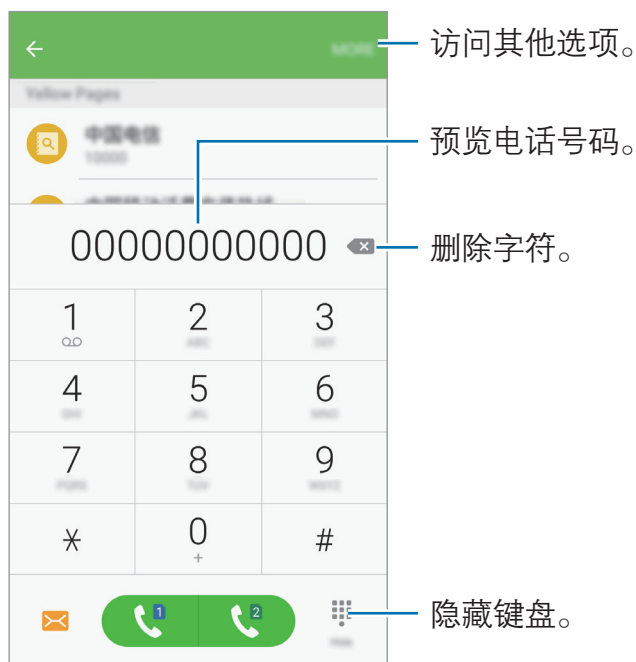 MORE
访问其他选项。
Yellow Pages
中国电信
10000
预览电话号码。
00000000000
删除字符。
1
2
ABC
3
DEF
4
GHI
5
JKL
6
MNO
7
PQRS
8
TUV
9
WXYZ
*
0
+
#
1
2
Hide
隐藏键盘。